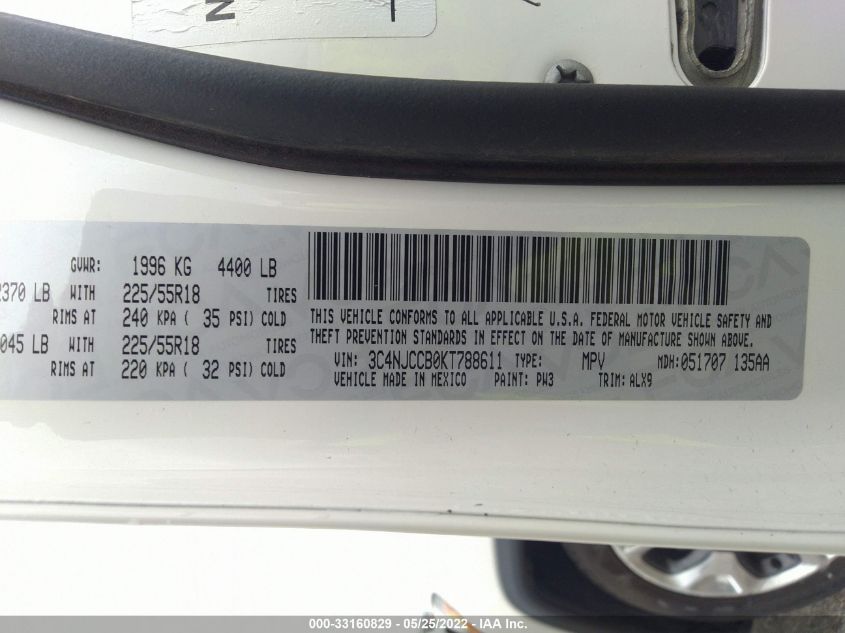 N
GVWR: 1996 KG 4400 LB
2370 LB WITH 225/55R18 TIRES
RIMS AT 240 KPA ( 35 PSI) COLD
045 LB WITH 225/55R18 TIRES
RIMS AT 220 KPA ( 32 PSI) COLD
THIS VEHICLE CONFORMS TO ALL APPLICABLE U.S.A. FEDERAL MOTOR VEHICLE SAFETY AND
THEFT PREVENTION STANDARDS IN EFFECT ON THE DATE OF MANUFACTURE SHOWN ABOVE.
VIN: 3C4NJCCB0KT788611 TYPE: MPV MDH: 051707 135AA
VEHICLE MADE IN MEXICO PAINT: PW3 TRIM: ALX9
000-33160829 - 05/25/2022 - IAA Inc.